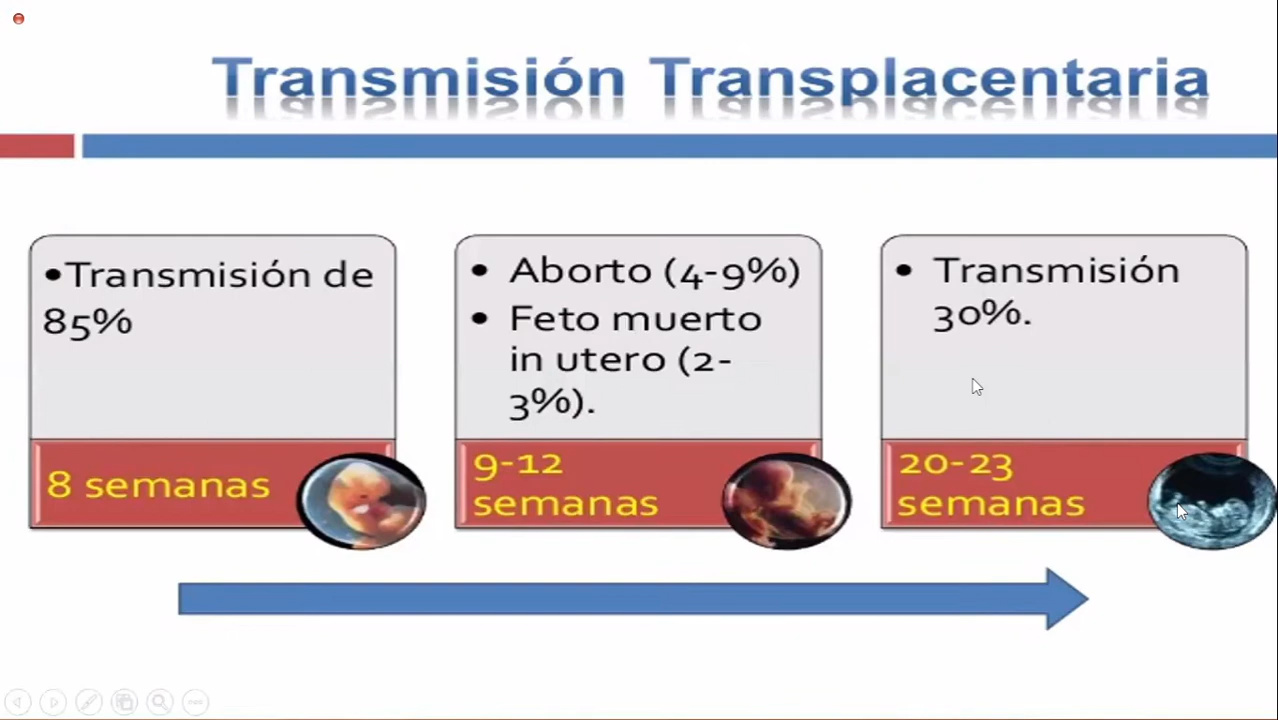 Transmisión Transplacentaria
•Transmisión de
85%
8 semanas
• Aborto (4-9%)
• Feto muerto
in utero (2-
3%).
9-12
semanas
• Transmisión
30%.
20-23
semanas